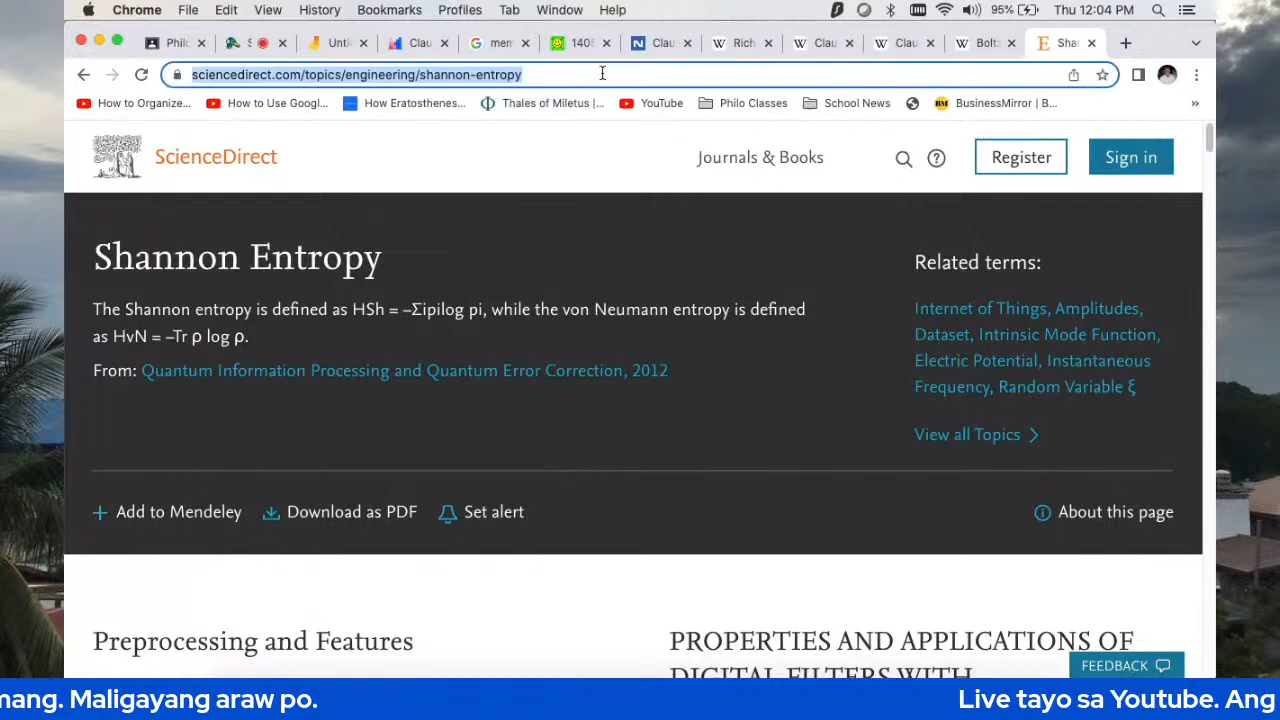 Chrome File Edit View History Bookmarks Profiles Tab Window Help 95% Thu 12:04 PM
Philo S Unti Clau mem 1405 Clau Rich Clau Clau Boltz Shan
sciencedirect.com/topics/engineering/shannon-entropy
How to Organize... How to Use Googl... How Eratosthenes... Thales of Miletus |... YouTube Philo Classes School News BusinessMirror | B... »
ScienceDirect
Journals & Books
Register
Sign in
Shannon Entropy
The Shannon entropy is defined as HSh = –Σipilog pi, while the von Neumann entropy is defined
as HvN = –Tr ρ log ρ.
From: Quantum Information Processing and Quantum Error Correction, 2012
Related terms:
Internet of Things, Amplitudes,
Dataset, Intrinsic Mode Function,
Electric Potential, Instantaneous
Frequency, Random Variable ξ
View all Topics
Add to Mendeley Download as PDF Set alert
About this page
Preprocessing and Features
PROPERTIES AND APPLICATIONS OF
DIGITAL FILTERS WITH
FEEDBACK
mang. Maligayang araw po.
Live tayo sa Youtube. Ang